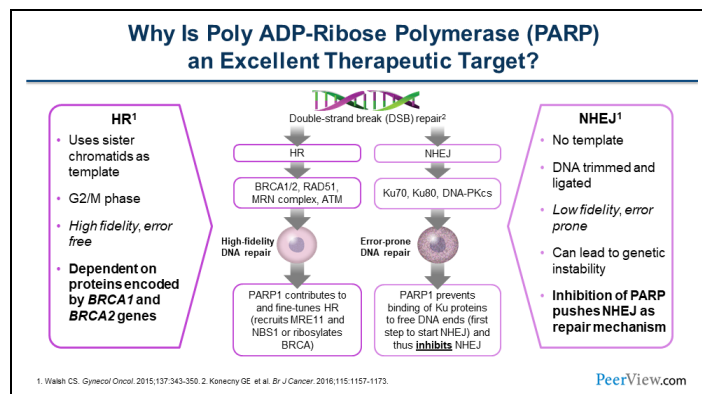 Why Is Poly ADP-Ribose Polymerase (PARP)
an Excellent Therapeutic Target?
HR1
• Uses sister
chromatids as
template
• G2/M phase
• High fidelity, error
free
• Dependent on
proteins encoded
by BRCA1 and
BRCA2 genes
Double-strand break (DSB) repair2
HR
NHEJ
BRCA1/2, RAD51,
MRN complex, ATM
Ku70, Ku80, DNA-PKcs
High-fidelity
DNA repair
Error-prone
DNA repair
PARP1 contributes to
and fine-tunes HR
(recruits MRE11 and
NBS1 or ribosylates
BRCA)
PARP1 prevents
binding of Ku proteins
to free DNA ends (first
step to start NHEJ) and
thus inhibits NHEJ
NHEJ1
• No template
• DNA trimmed and
ligated
• Low fidelity, error
prone
• Can lead to genetic
instability
• Inhibition of PARP
pushes NHEJ as
repair mechanism
1. Walsh CS. Gynecol Oncol. 2015;137:343-350. 2. Konecny GE et al. Br J Cancer. 2016;115:1157-1173.
PeerView.com